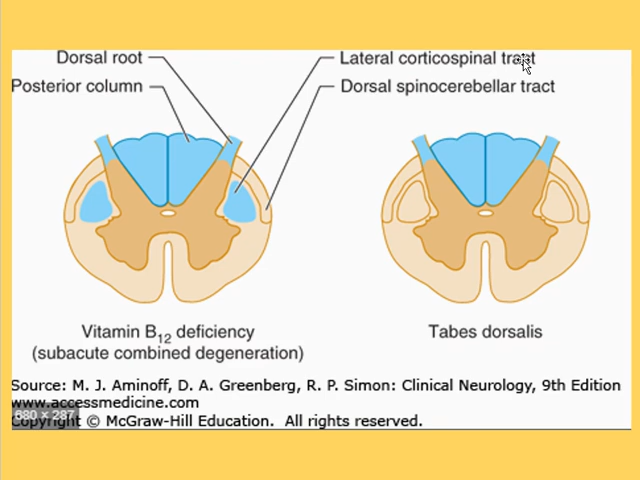 Dorsal root
Lateral corticospinal tract
Posterior column
Dorsal spinocerebellar tract
Vitamin B12 deficiency
(subacute combined degeneration)
Tabes dorsalis
Source: M. J. Aminoff, D. A. Greenberg, R. P. Simon: Clinical Neurology, 9th Edition
www.accessmedicine.com
680 × 287
Copyright © McGraw-Hill Education. All rights reserved.